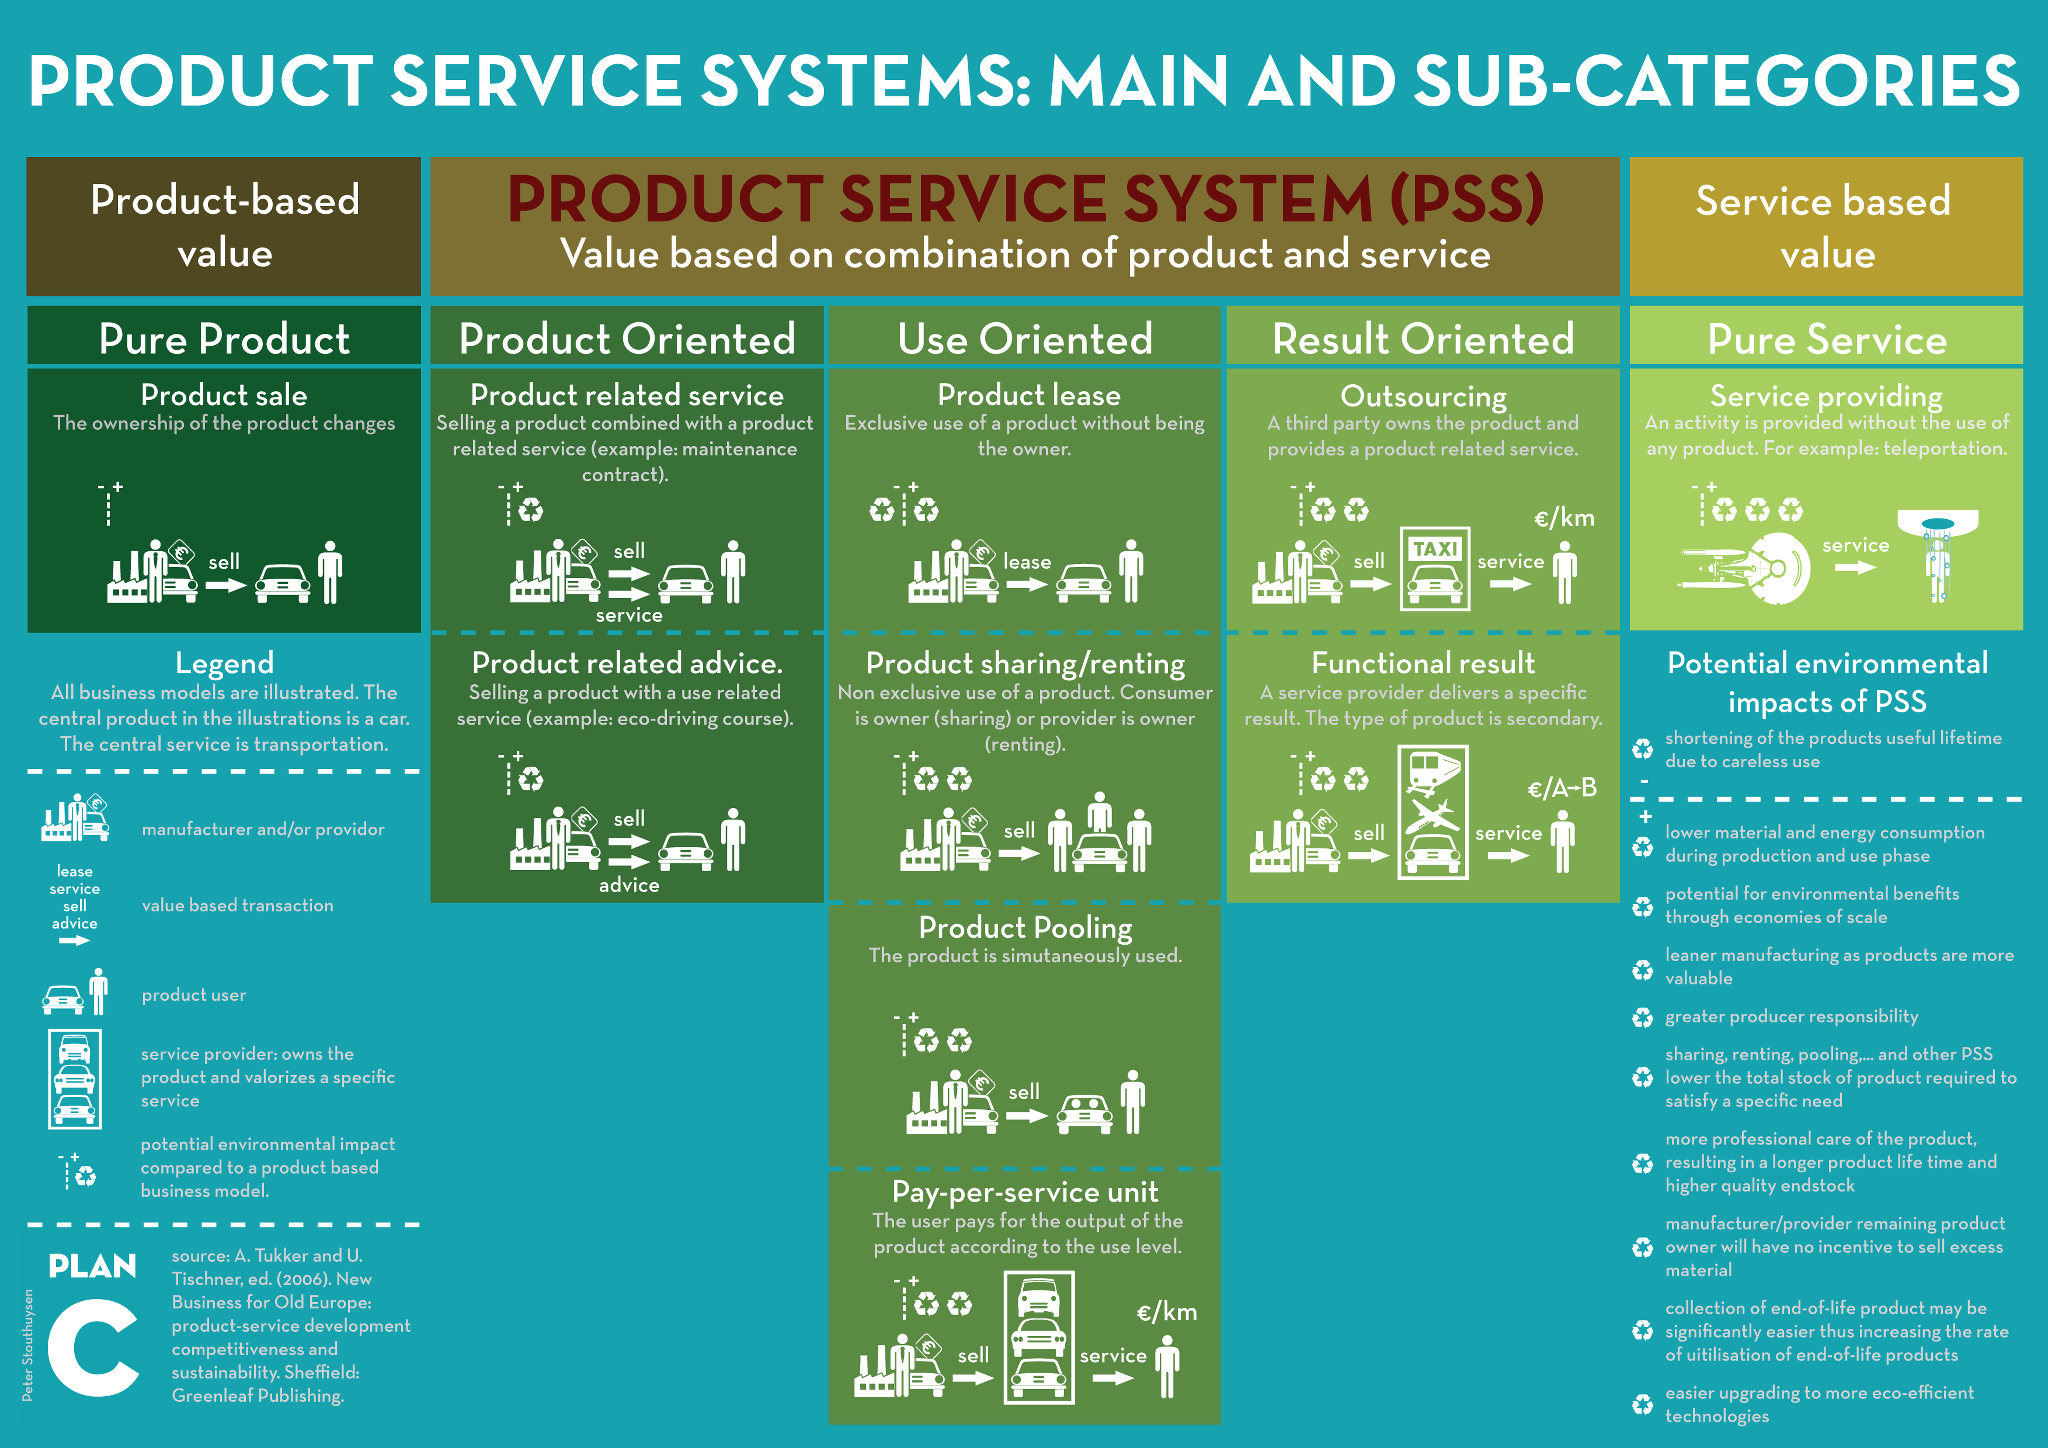 PRODUCT SERVICE SYSTEMS: MAIN AND SUB-CATEGORIES
Product-based
value
PRODUCT SERVICE SYSTEM (PSS)
Value based on combination of product and service
Service based
value
Pure Product
Product sale
The ownership of the product changes
- +
€
sell
Product Oriented
Product related service
Selling a product combined with a product
related service (example: maintenance
contract).
- +
€
sell
service
Product related advice.
Selling a product with a use related
service (example: eco-driving course).
- +
€
sell
advice
Use Oriented
Product lease
Exclusive use of a product without being
the owner.
- +
€
lease
Product sharing/renting
Non exclusive use of a product. Consumer
is owner (sharing) or provider is owner
(renting).
- +
€
sell
Product Pooling
The product is simutaneously used.
- +
€
sell
Pay-per-service unit
The user pays for the output of the
product according to the use level.
- +
€
sell
service
€/km
Result Oriented
Outsourcing
A third party owns the product and
provides a product related service.
- +
€
sell
TAXI
service
€/km
Functional result
A service provider delivers a specific
result. The type of product is secondary.
- +
€
sell
service
€/A→B
Pure Service
Service providing
An activity is provided without the use of
any product. For example: teleportation.
- +
service
Legend
All business models are illustrated. The
central product in the illustrations is a car.
The central service is transportation.
€
manufacturer and/or providor
lease
service
sell
advice
value based transaction
product user
service provider: owns the
product and valorizes a specific
service
- +
potential environmental impact
compared to a product based
business model.
PLAN
C
Peter Stouthuysen
source: A. Tukker and U.
Tischner, ed. (2006). New
Business for Old Europe:
product-service development
competitiveness and
sustainability. Sheffield:
Greenleaf Publishing.
Potential environmental
impacts of PSS
shortening of the products useful lifetime
due to careless use
-
+
lower material and energy consumption
during production and use phase
potential for environmental benefits
through economies of scale
leaner manufacturing as products are more
valuable
greater producer responsibility
sharing, renting, pooling,... and other PSS
lower the total stock of product required to
satisfy a specific need
more professional care of the product,
resulting in a longer product life time and
higher quality endstock
manufacturer/provider remaining product
owner will have no incentive to sell excess
material
collection of end-of-life product may be
significantly easier thus increasing the rate
of uitilisation of end-of-life products
easier upgrading to more eco-efficient
technologies